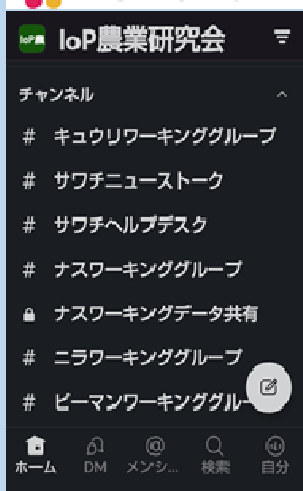 IoP農 IoP農業研究会
チャンネル
# キュウリワーキンググループ
# サワチニューストーク
# サワチヘルプデスク
# ナスワーキンググループ
ナスワーキングデータ共有
# ニラワーキンググループ
# ピーマンワーキンググルー
ホーム DM メンシ... 検索 自分